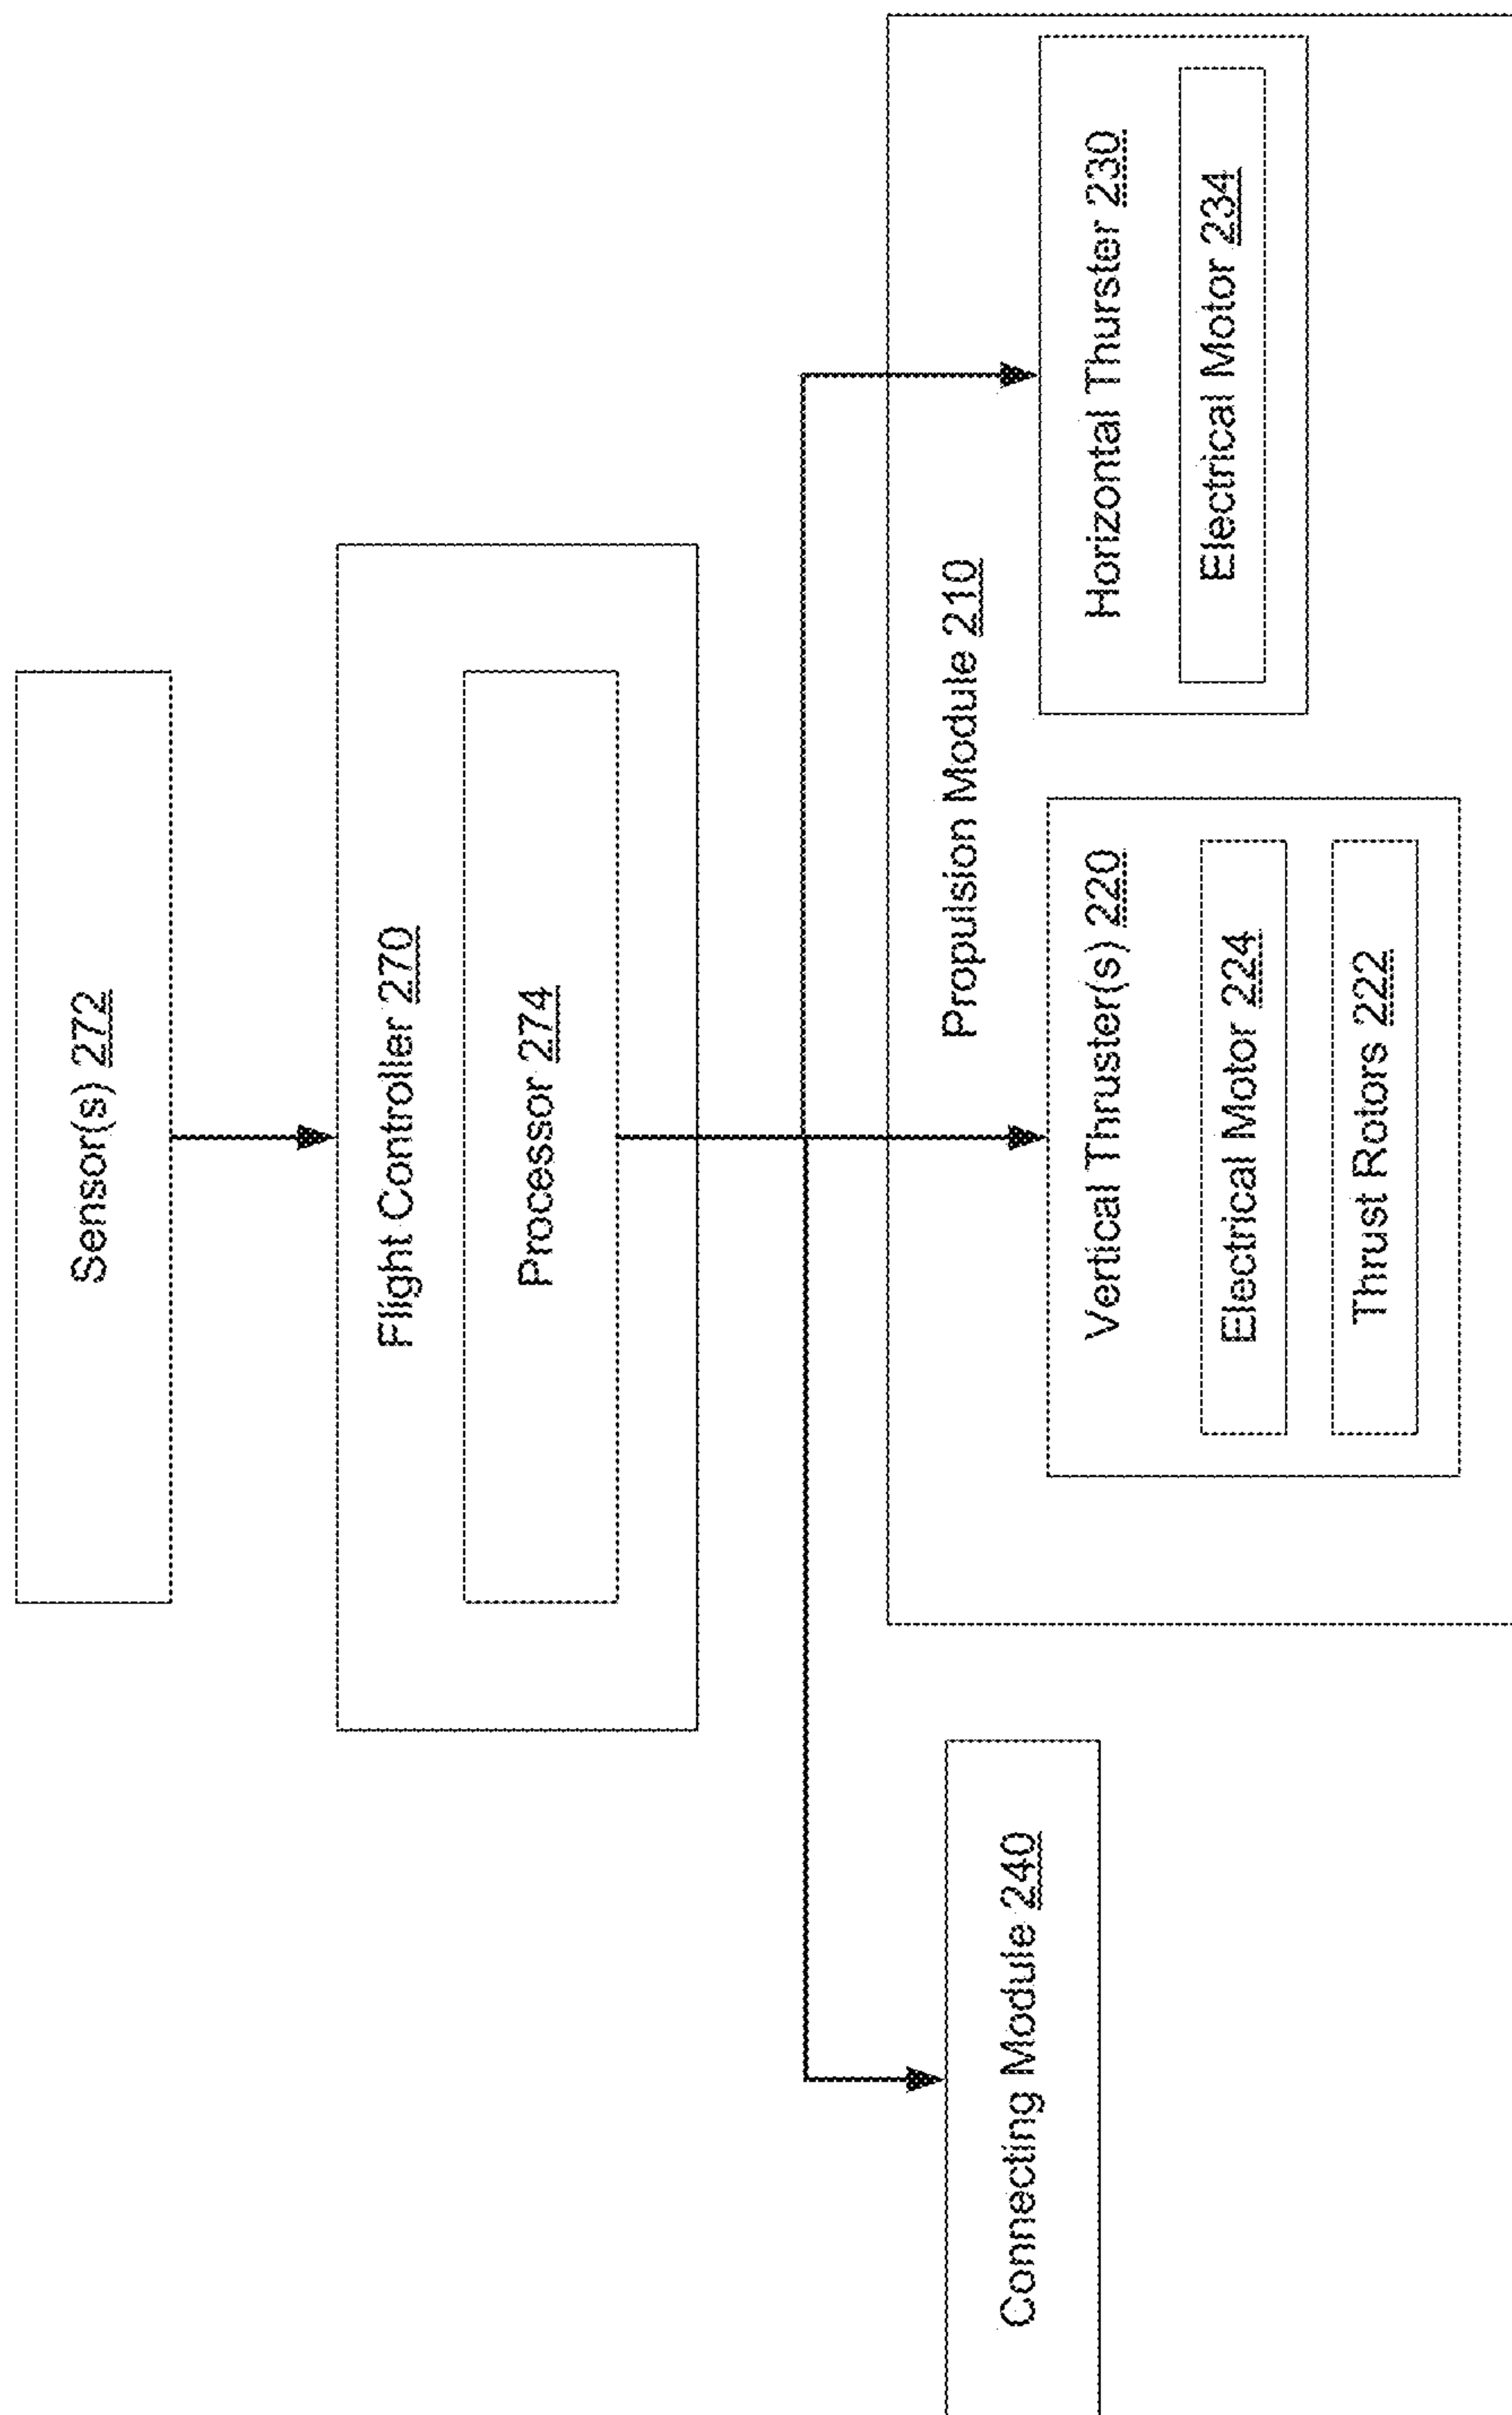 Sensor(s) 272
Flight Controller 270
Processor 274
Propulsion Module 210
Connecting Module 240
Vertical Thruster(s) 220
Electrical Motor 224
Thrust Rotors 222
Horizontal Thurster 230
Electrical Motor 234